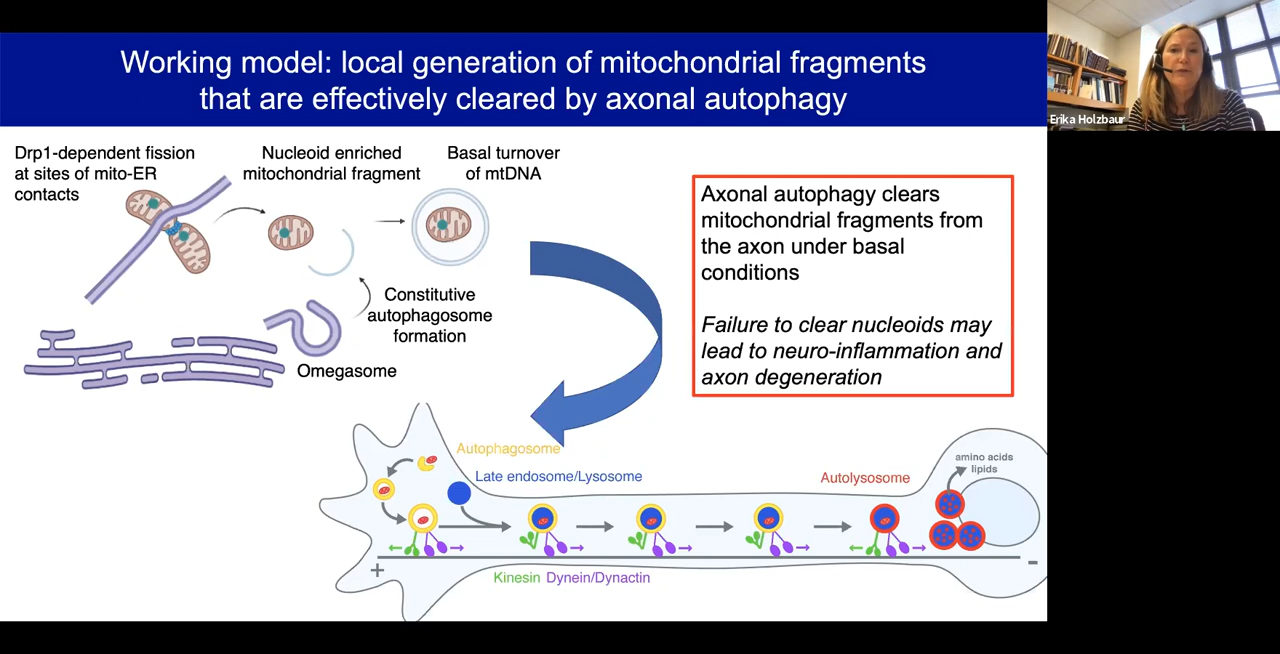 Working model: local generation of mitochondrial fragments
that are effectively cleared by axonal autophagy
Erika Holzbaur
Drp1-dependent fission
at sites of mito-ER
contacts
Nucleoid enriched
mitochondrial fragment
Basal turnover
of mtDNA
Constitutive
autophagosome
formation
Omegasome
Axonal autophagy clears
mitochondrial fragments from
the axon under basal
conditions
Failure to clear nucleoids may
lead to neuro-inflammation and
axon degeneration
Autophagosome
Late endosome/Lysosome
Autolysosome
amino acids
lipids
+
-
Kinesin Dynein/Dynactin